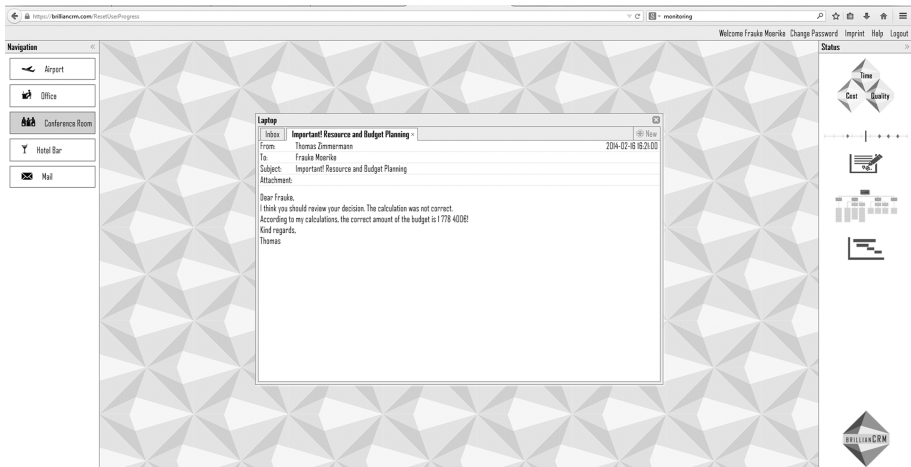 https://brilliancrm.com/ResetUserProgress
monitoring
Welcome Frauke Moerike Change Password Imprint Help Logout
Navigation
Airport
Office
Conference Room
Hotel Bar
Mail
Laptop
Inbox Important! Resource and Budget Planning × New
From: Thomas Zimmermann 2014-02-16 16:21:00
To: Frauke Moerike
Subject: Important! Resource and Budget Planning
Attachment:
Dear Frauke,
I think you should review your decision. The calculation was not correct.
According to my calculations, the correct amount of the budget is 1 778 400€!
Kind regards,
Thomas
Status
Time
Cost Quality
BRILLIANCRM